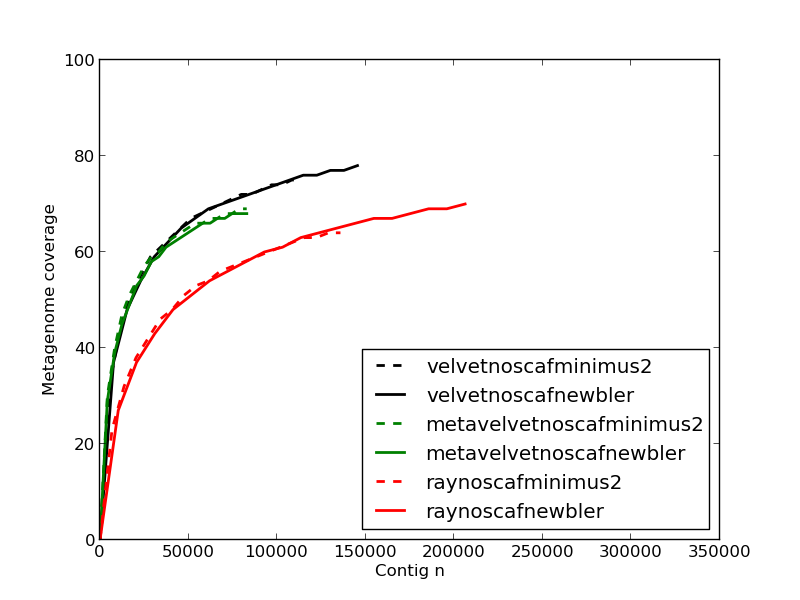 100
80
60
40
20
0
Metagenome coverage
velvetnoscafminimus2
velvetnoscafnewbler
metavelvetnoscafminimus2
metavelvetnoscafnewbler
raynoscafminimus2
raynoscafnewbler
0 50000 100000 150000 200000 250000 300000 350000
Contig n